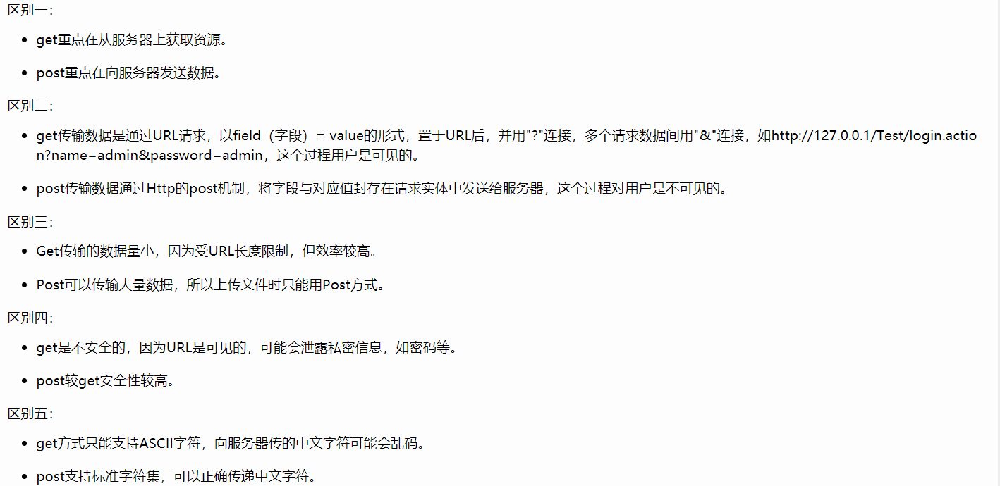 区别一：
get重点在从服务器上获取资源。
post重点在向服务器发送数据。
区别二：
get传输数据是通过URL请求，以field（字段）= value的形式，置于URL后，并用"?"连接，多个请求数据间用"&"连接，如http://127.0.0.1/Test/login.actio
n?name=admin&password=admin，这个过程用户是可见的。
post传输数据通过Http的post机制，将字段与对应值封存在请求实体中发送给服务器，这个过程对用户是不可见的。
区别三：
Get传输的数据量小，因为受URL长度限制，但效率较高。
Post可以传输大量数据，所以上传文件时只能用Post方式。
区别四：
get是不安全的，因为URL是可见的，可能会泄露私密信息，如密码等。
post较get安全性较高。
区别五：
get方式只能支持ASCII字符，向服务器传的中文字符可能会乱码。
post支持标准字符集，可以正确传递中文字符。